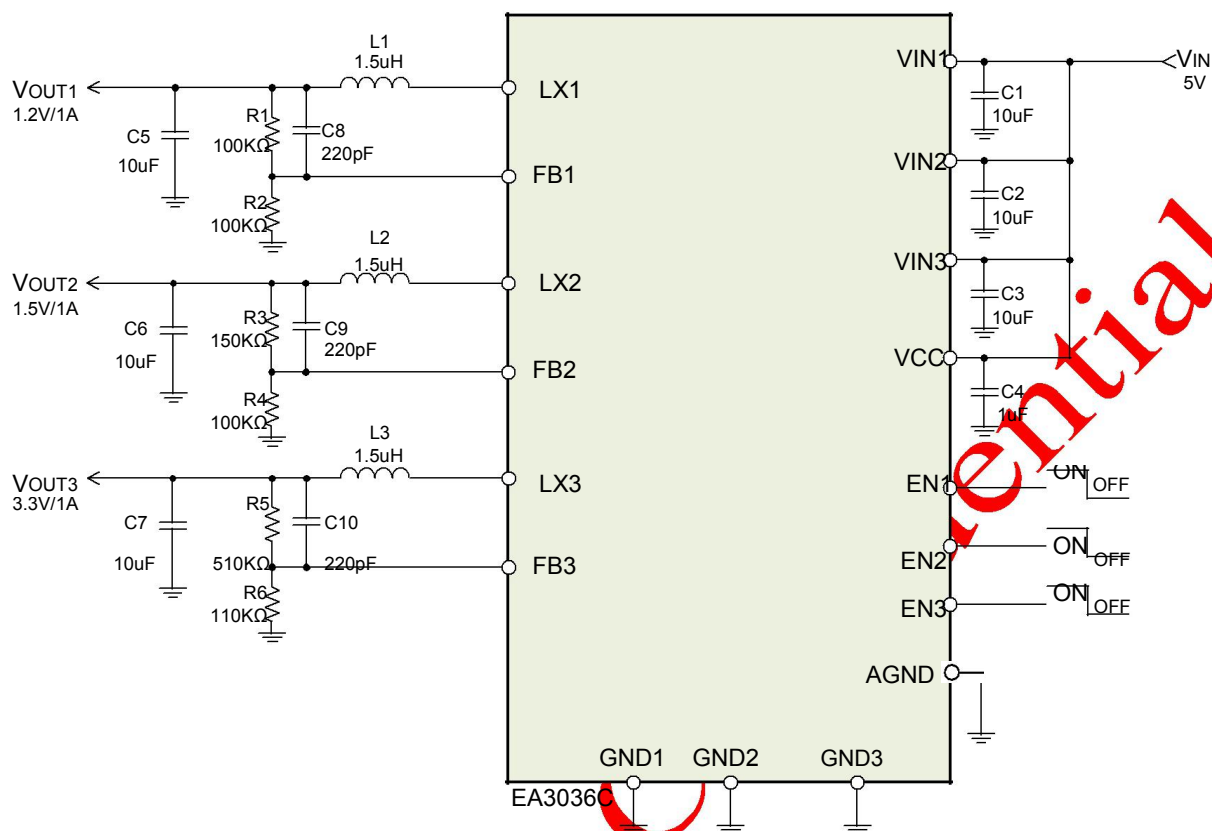 L1
1.5uH
VOUT1
1.2V/1A
LX1
C5
10uF
R1
100KΩ
C8
220pF
FB1
R2
100KΩ
L2
1.5uH
VOUT2
1.5V/1A
LX2
C6
10uF
R3
150KΩ
C9
220pF
FB2
R4
100KΩ
L3
1.5uH
VOUT3
3.3V/1A
LX3
C7
10uF
R5
510KΩ
C10
220pF
FB3
R6
110KΩ
VIN1
VIN
5V
C1
10uF
VIN2
C2
10uF
VIN3
C3
10uF
VCC
C4
1uF
EN1
ON
OFF
EN2
ON
OFF
EN3
ON
OFF
AGND
GND1
GND2
GND3
EA3036C
ential